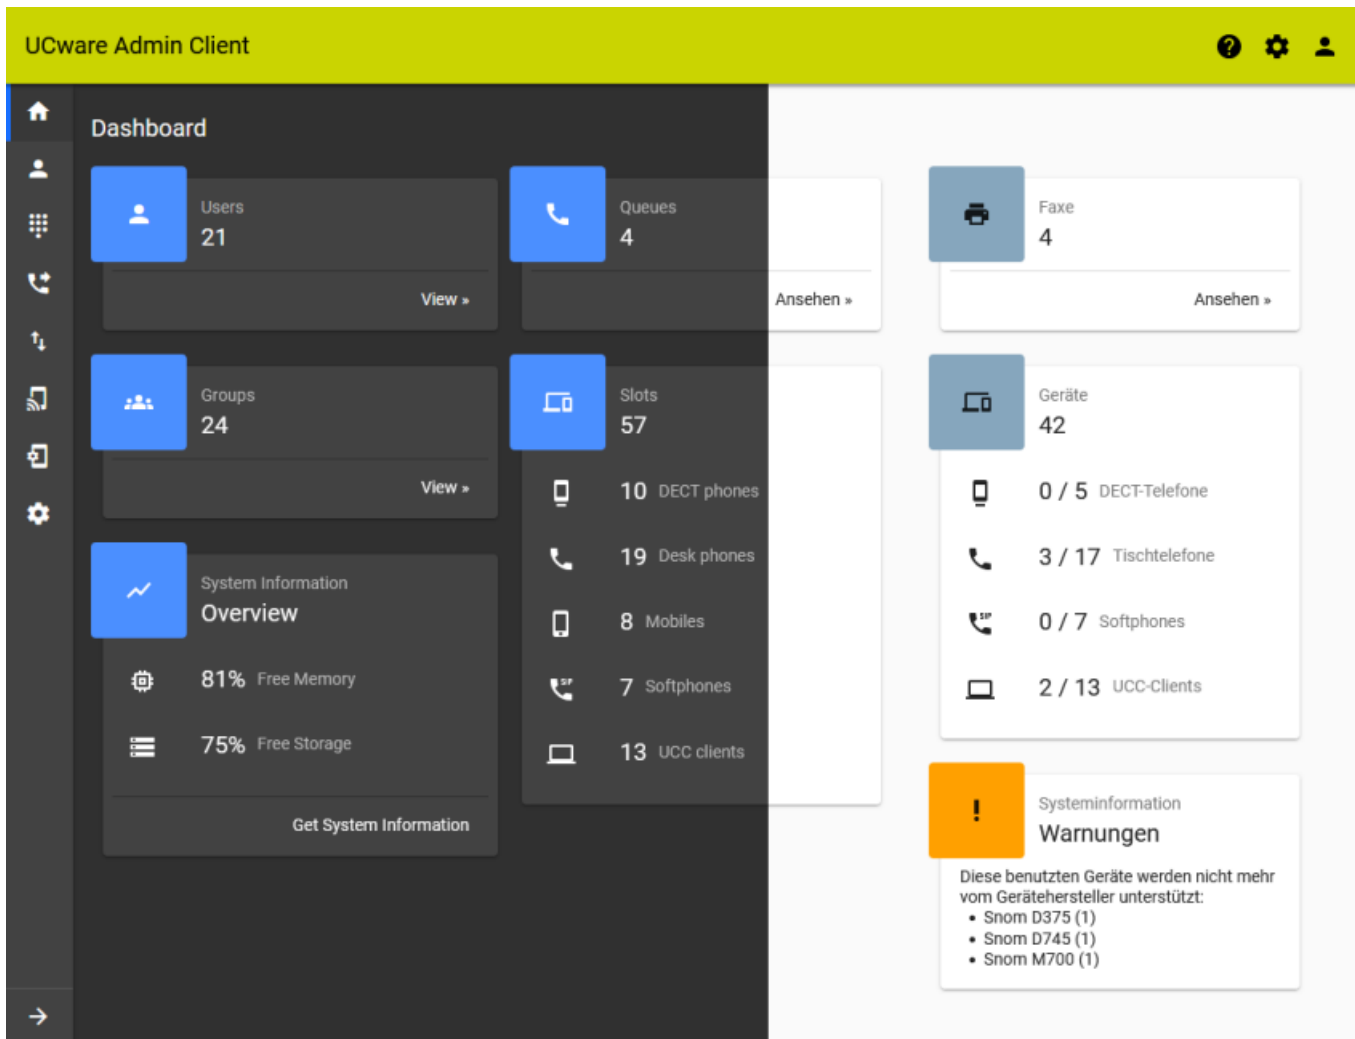 UCware Admin Client
Dashboard
Users
21
View »
Queues
4
Ansehen »
Faxe
4
Ansehen »
Groups
24
View »
Slots
57
10 DECT phones
19 Desk phones
8 Mobiles
SIP
7 Softphones
13 UCC clients
Geräte
42
0 / 5 DECT-Telefone
3 / 17 Tischtelefone
SIP
0 / 7 Softphones
2 / 13 UCC-Clients
System Information
Overview
81% Free Memory
75% Free Storage
Get System Information
Systeminformation
Warnungen
Diese benutzten Geräte werden nicht mehr
vom Gerätehersteller unterstützt:
• Snom D375 (1)
• Snom D745 (1)
• Snom M700 (1)